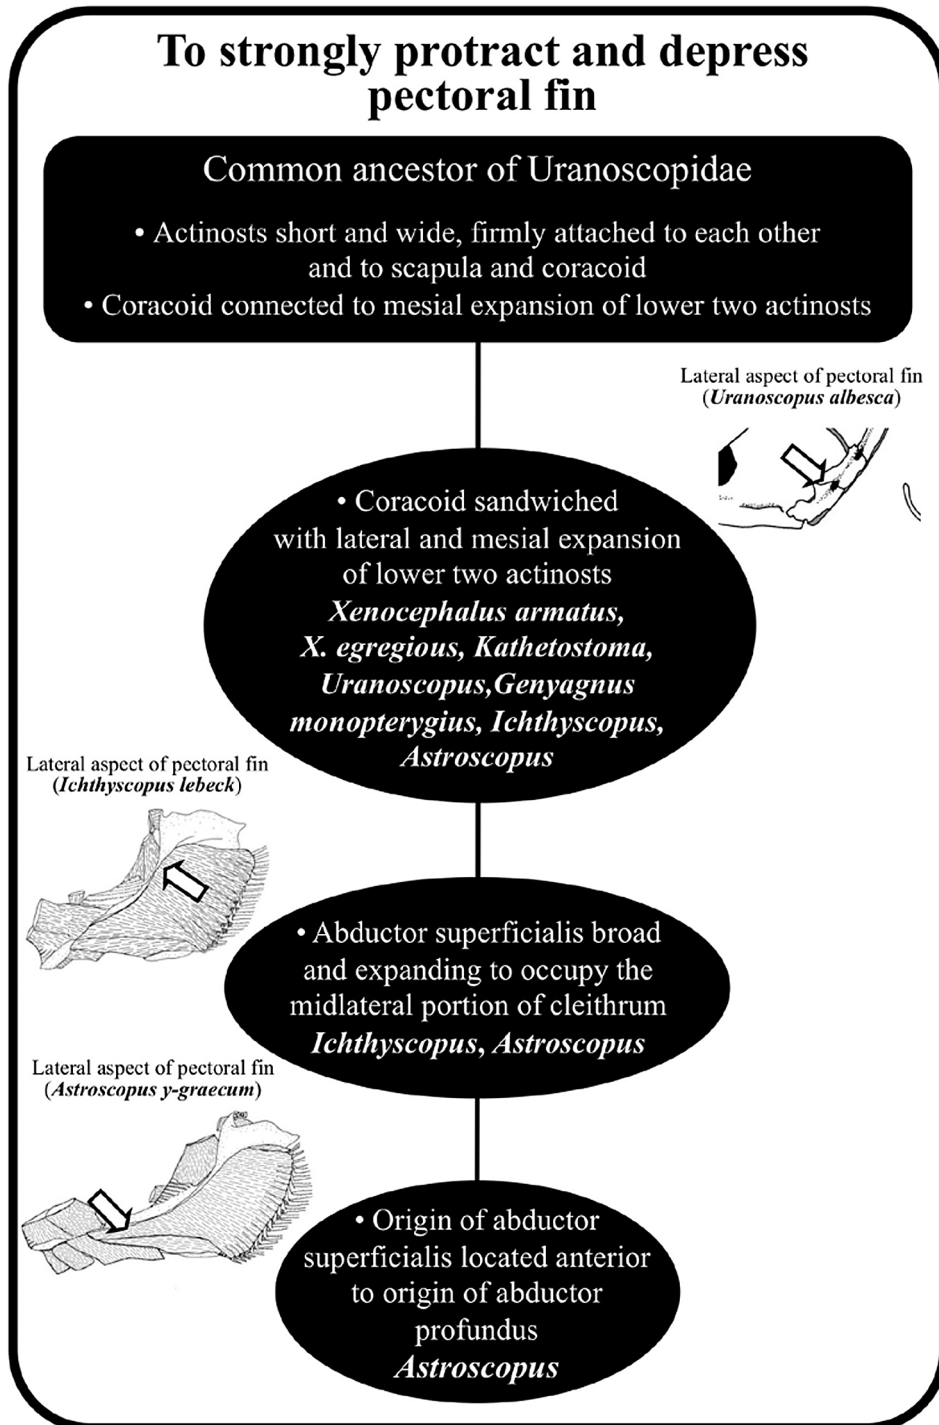 To strongly protract and depress
pectoral fin
Common ancestor of Uranoscopidae
• Actinosts short and wide, firmly attached to each other
and to scapula and coracoid
• Coracoid connected to mesial expansion of lower two actinosts
Lateral aspect of pectoral fin
(Uranoscopus albesca)
• Coracoid sandwiched
with lateral and mesial expansion
of lower two actinosts
Xenocephalus armatus,
X. egregious, Kathetostoma,
Uranoscopus,Genyagnus
monopterygius, Ichthyscopus,
Astroscopus
Lateral aspect of pectoral fin
(Ichthyscopus lebeck)
• Abductor superficialis broad
and expanding to occupy the
midlateral portion of cleithrum
Ichthyscopus, Astroscopus
Lateral aspect of pectoral fin
(Astroscopus y-graecum)
• Origin of abductor
superficialis located anterior
to origin of abductor
profundus
Astroscopus